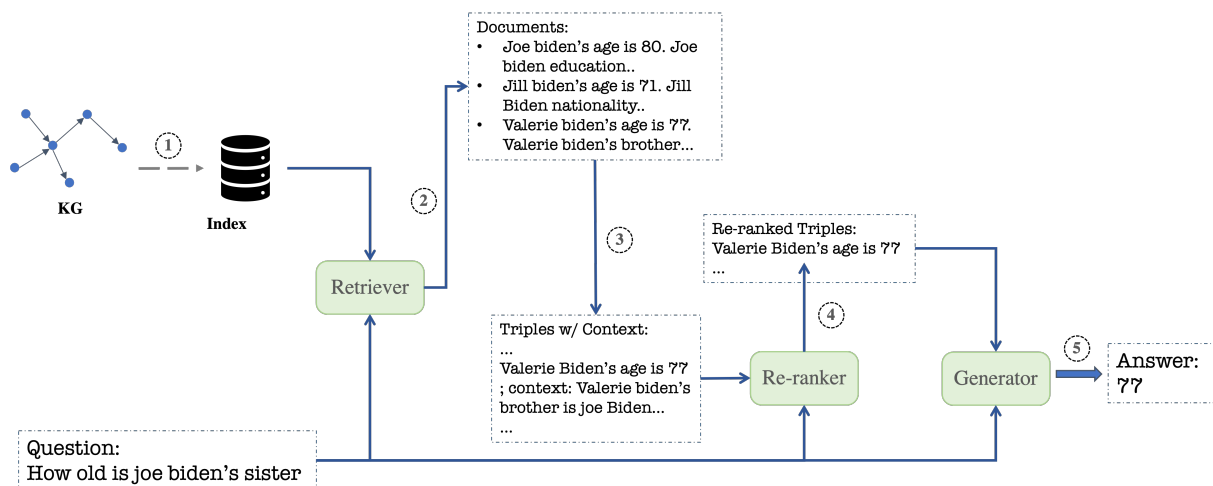 Documents:
• Joe biden's age is 80. Joe
biden education..
• Jill biden's age is 71. Jill
Biden nationality..
• Valerie biden's age is 77.
Valerie biden's brother...
1
KG
Index
2
3
Retriever
Re-ranked Triples:
Valerie Biden's age is 77
...
4
Triples w/ Context:
...
Valerie Biden's age is 77
; context: Valerie biden's
brother is joe Biden...
...
Re-ranker
Generator
5
Answer:
77
Question:
How old is joe biden's sister